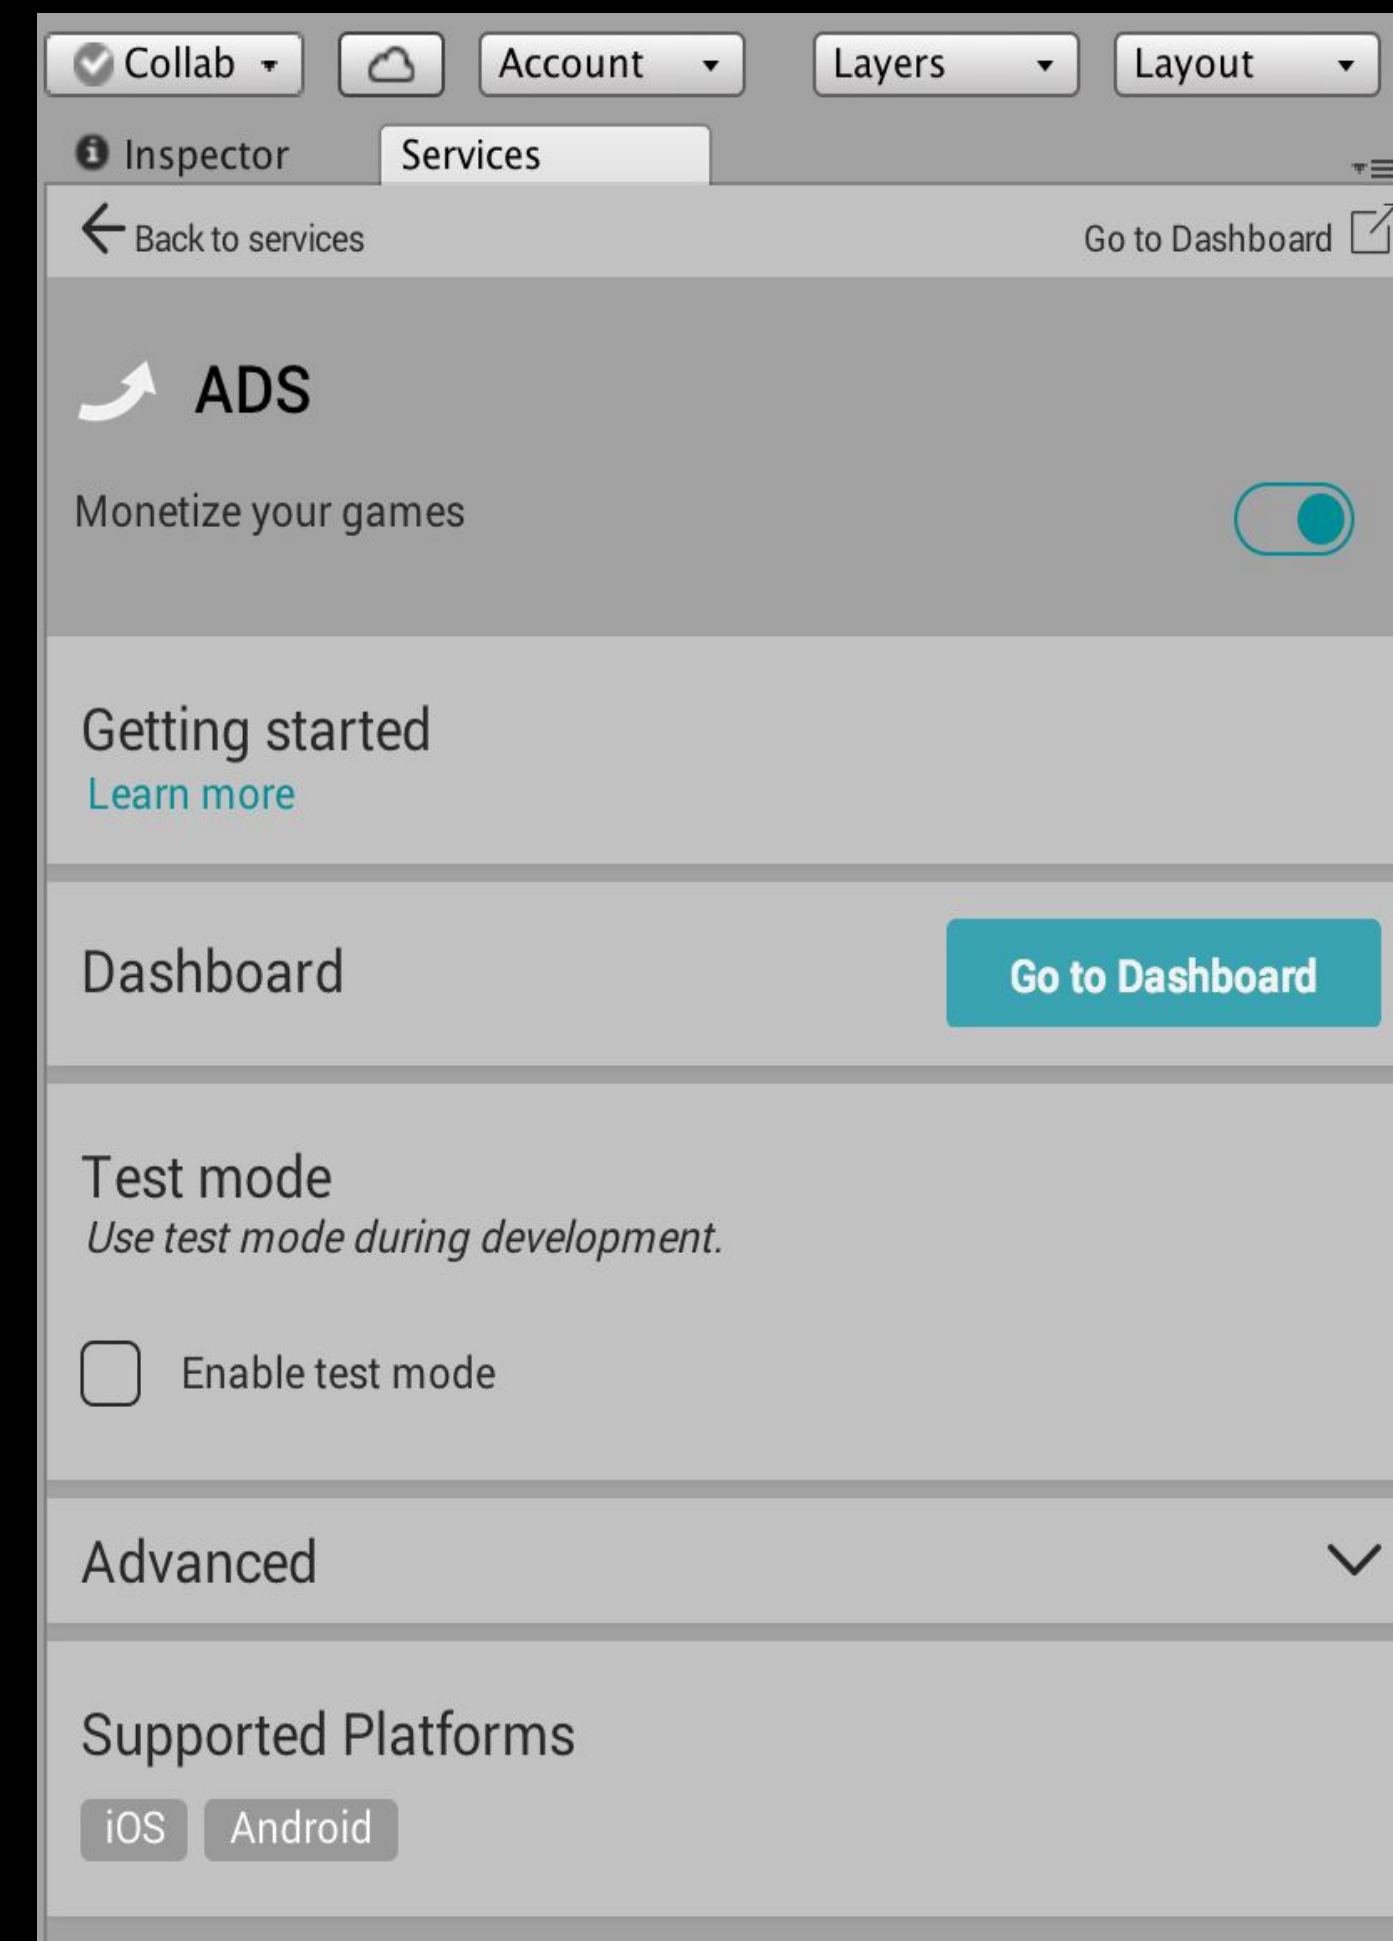 Collab Account Layers Layout
Inspector Services
Back to services Go to Dashboard
ADS
Monetize your games
Getting started
Learn more
Dashboard Go to Dashboard
Test mode
Use test mode during development.
Enable test mode
Advanced
Supported Platforms
iOS Android